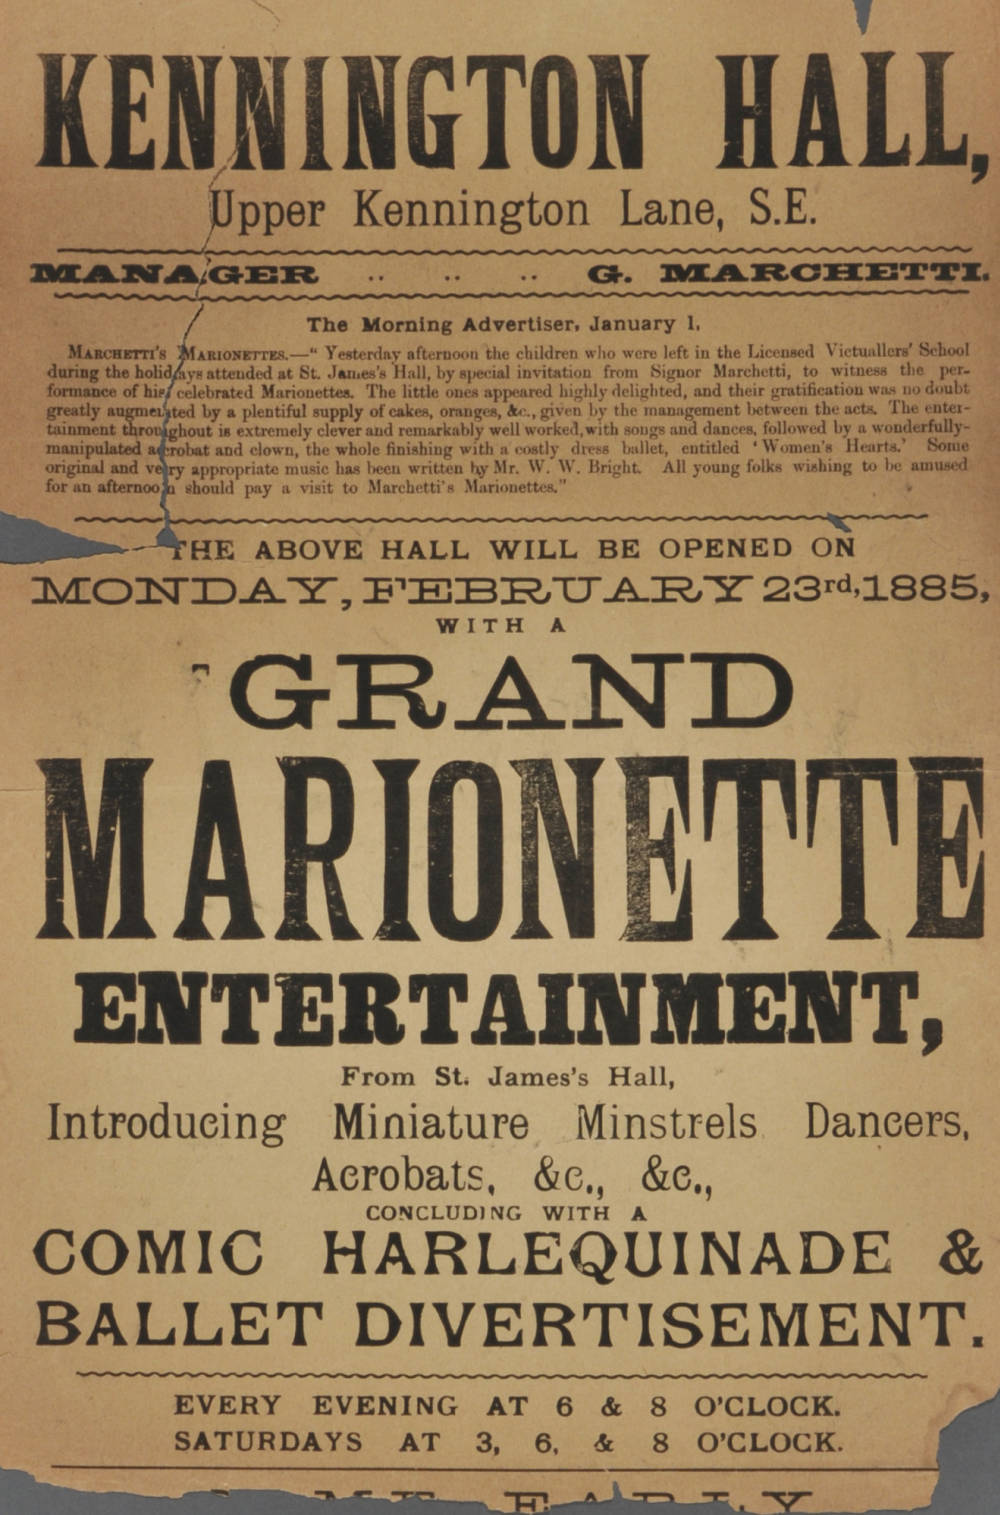 KENNINGTON HALL,
Upper Kennington Lane, S.E.
MANAGER .. .. .. G. MARCHETTI.
The Morning Advertiser, January 1.
MARCHETTI'S MARIONETTES.—“ Yesterday afternoon the children who were left in the Licensed Victuallers' School
during the holidays attended at St. James's Hall, by special invitation from Signor Marchetti, to witness the per-
formance of his celebrated Marionettes. The little ones appeared highly delighted, and their gratification was no doubt
greatly augmented by a plentiful supply of cakes, oranges, &c., given by the management between the acts. The enter-
tainment throughout is extremely clever and remarkably well worked, with songs and dances, followed by a wonderfully-
manipulated acrobat and clown, the whole finishing with a costly dress ballet, entitled ‘Women's Hearts.’ Some
original and very appropriate music has been written by Mr. W. W. Bright. All young folks wishing to be amused
for an afternoon should pay a visit to Marchetti's Marionettes.”
THE ABOVE HALL WILL BE OPENED ON
MONDAY, FEBRUARY 23rd, 1885,
WITH A
GRAND
MARIONETTE
ENTERTAINMENT,
From St. James's Hall,
Introducing Miniature Minstrels Dancers,
Acrobats, &c., &c.,
CONCLUDING WITH A
COMIC HARLEQUINADE &
BALLET DIVERTISEMENT.
EVERY EVENING AT 6 & 8 O'CLOCK.
SATURDAYS AT 3, 6, & 8 O'CLOCK.
EARLY